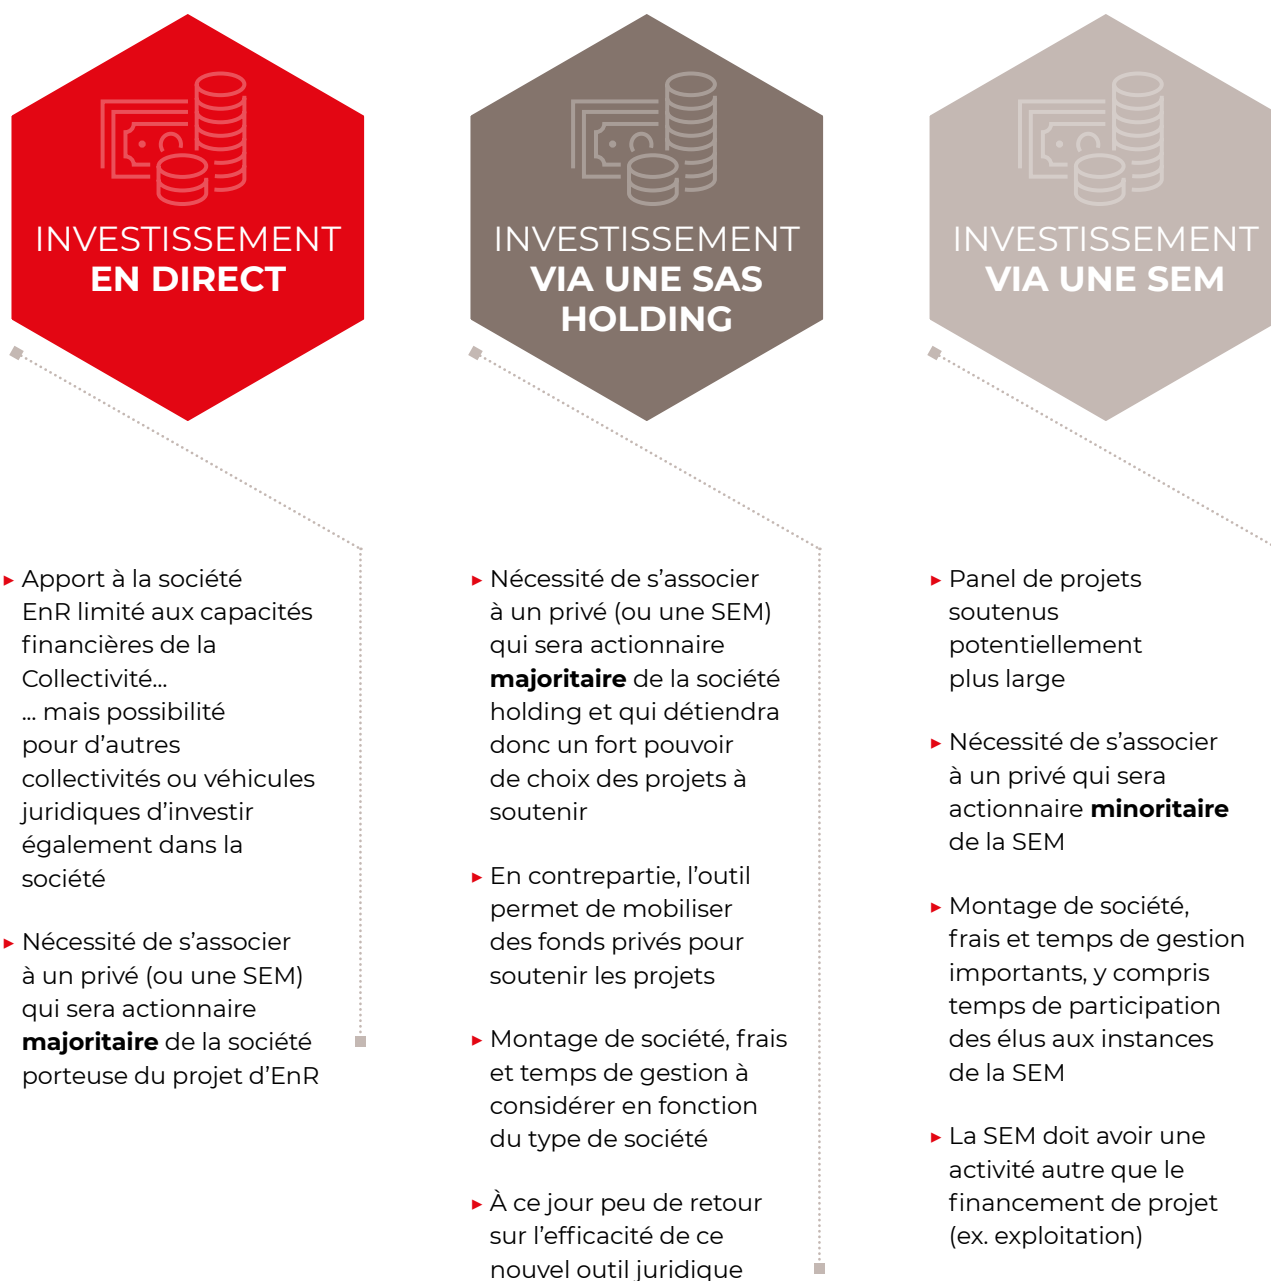 INVESTISSEMENT
EN DIRECT
▸ Apport à la société
EnR limité aux capacités
financières de la
Collectivité...
... mais possibilité
pour d’autres
collectivités ou véhicules
juridiques d’investir
également dans la
société
▸ Nécessité de s’associer
à un privé (ou une SEM)
qui sera actionnaire
majoritaire de la société
porteuse du projet d’EnR
INVESTISSEMENT
VIA UNE SAS
HOLDING
▸ Nécessité de s’associer
à un privé (ou une SEM)
qui sera actionnaire
majoritaire de la société
holding et qui détiendra
donc un fort pouvoir
de choix des projets à
soutenir
▸ En contrepartie, l’outil
permet de mobiliser
des fonds privés pour
soutenir les projets
▸ Montage de société, frais
et temps de gestion à
considérer en fonction
du type de société
▸ À ce jour peu de retour
sur l’efficacité de ce
nouvel outil juridique
INVESTISSEMENT
VIA UNE SEM
▸ Panel de projets
soutenus
potentiellement
plus large
▸ Nécessité de s’associer
à un privé qui sera
actionnaire minoritaire
de la SEM
▸ Montage de société,
frais et temps de gestion
importants, y compris
temps de participation
des élus aux instances
de la SEM
▸ La SEM doit avoir une
activité autre que le
financement de projet
(ex. exploitation)